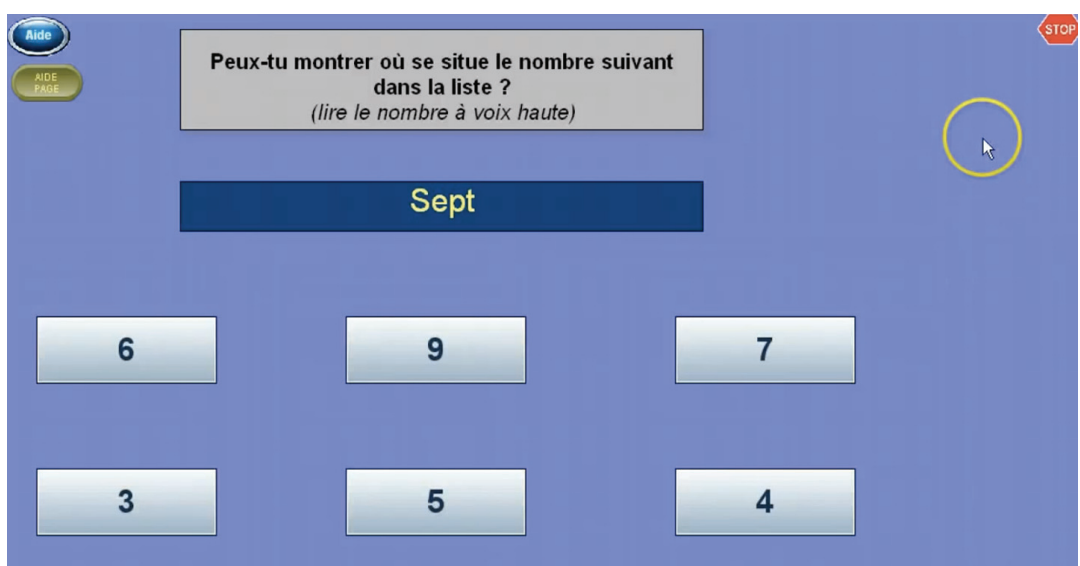 Aide
STOP
AIDE
PAGE
Peux-tu montrer où se situe le nombre suivant
dans la liste ?
(lire le nombre à voix haute)
Sept
6
9
7
3
5
4